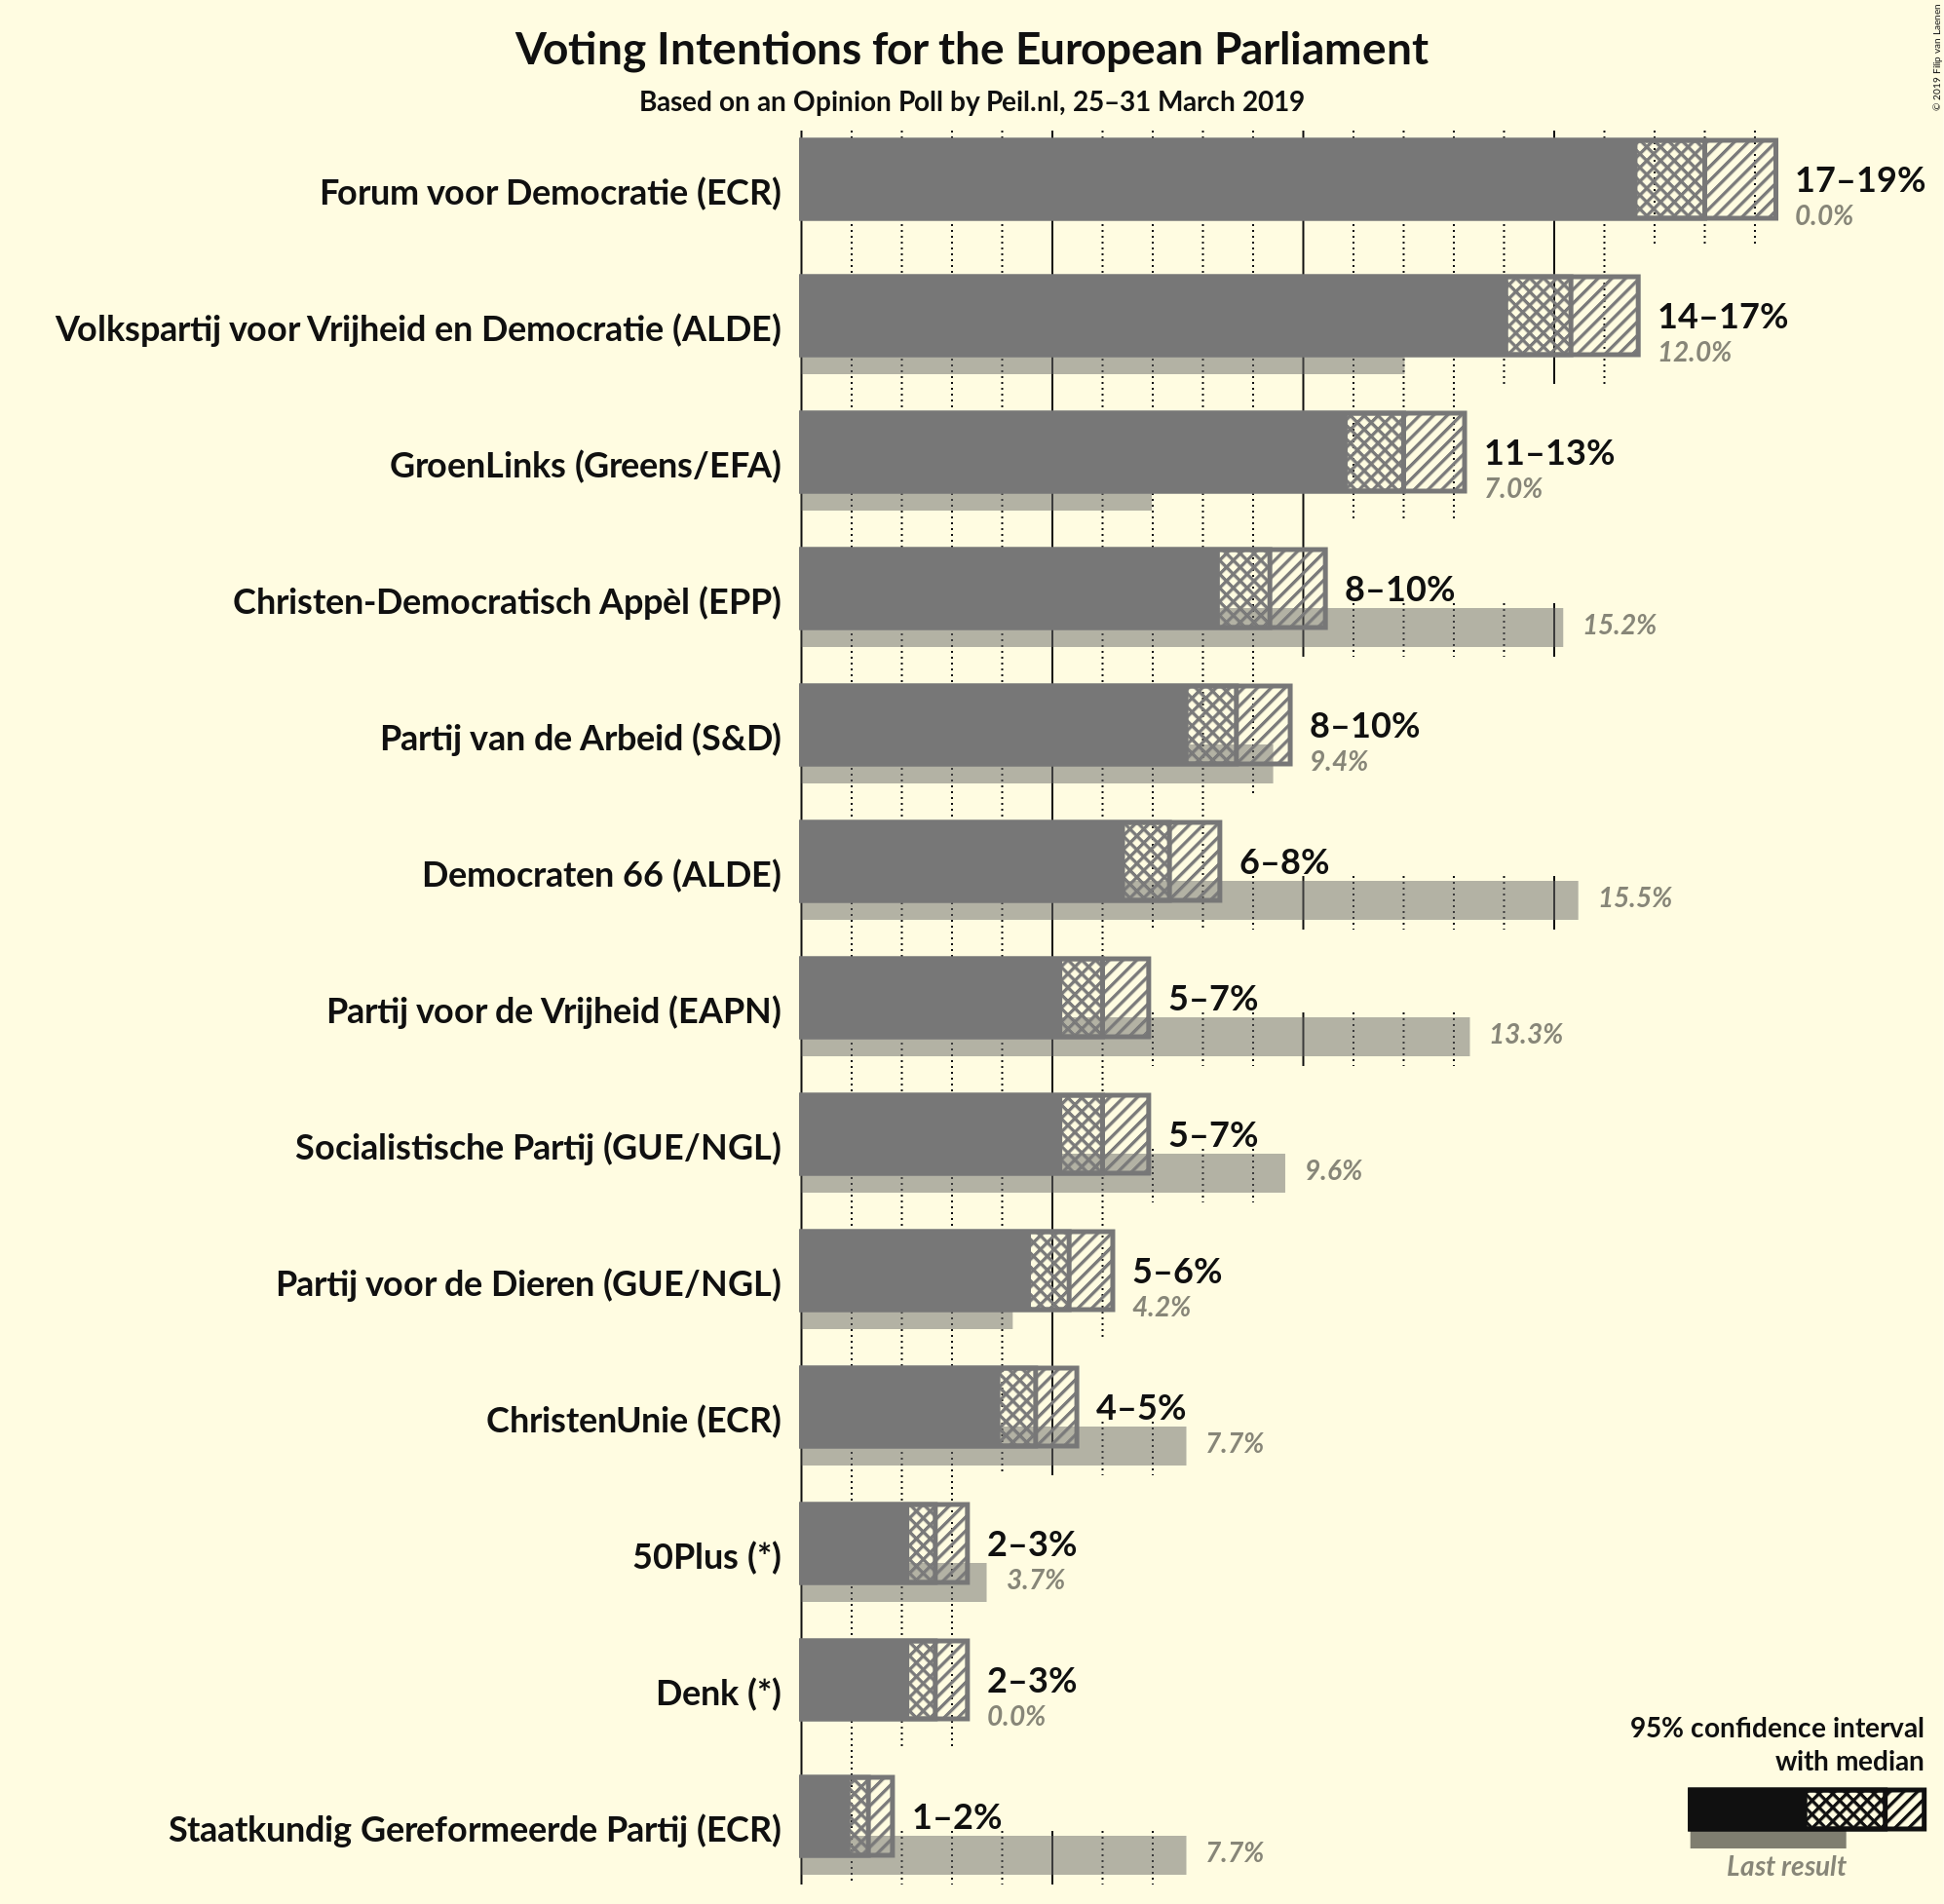 Voting Intentions for the European Parliament
Based on an Opinion Poll by Peil.nl, 25–31 March 2019
© 2019 Filip van Laenen
Forum voor Democratie (ECR)
17–19%
0.0%
Volkspartij voor Vrijheid en Democratie (ALDE)
14–17%
12.0%
GroenLinks (Greens/EFA)
11–13%
7.0%
Christen-Democratisch Appèl (EPP)
8–10%
15.2%
Partij van de Arbeid (S&D)
8–10%
9.4%
Democraten 66 (ALDE)
6–8%
15.5%
Partij voor de Vrijheid (EAPN)
5–7%
13.3%
Socialistische Partij (GUE/NGL)
5–7%
9.6%
Partij voor de Dieren (GUE/NGL)
5–6%
4.2%
ChristenUnie (ECR)
4–5%
7.7%
50Plus (*)
2–3%
3.7%
Denk (*)
2–3%
0.0%
Staatkundig Gereformeerde Partij (ECR)
1–2%
7.7%
95% confidence interval
with median
Last result